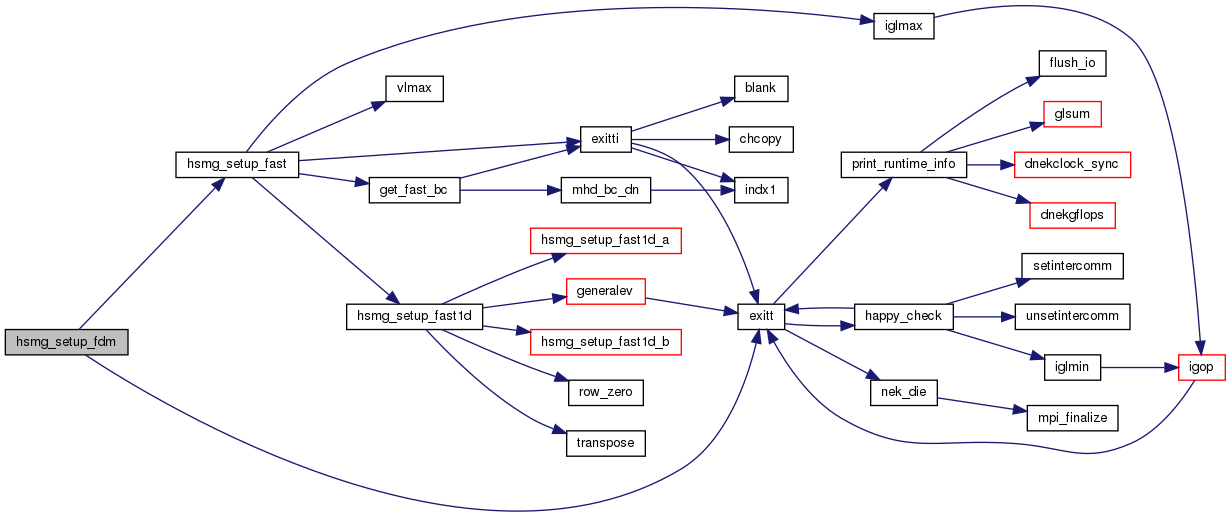 iglmax
flush_io
vlmax
blank
glsum
exitti
chcopy
hsmg_setup_fast
print_runtime_info
dnekclock_sync
get_fast_bc
mhd_bc_dn
indx1
dnekgflops
hsmg_setup_fast1d_a
setintercomm
generalev
hsmg_setup_fast1d
exitt
happy_check
unsetintercomm
hsmg_setup_fdm
hsmg_setup_fast1d_b
iglmin
igop
row_zero
nek_die
mpi_finalize
transpose